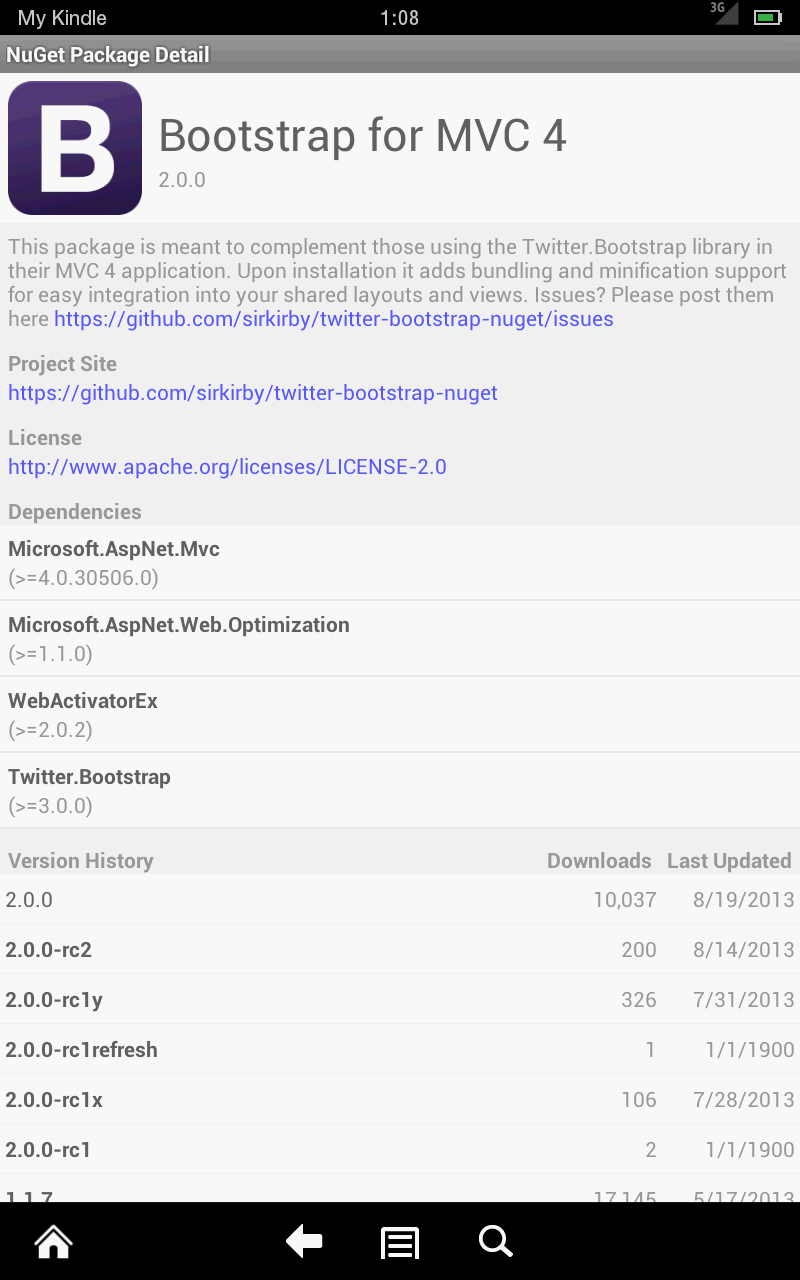 My Kindle 1:08 3G
NuGet Package Detail
B
Bootstrap for MVC 4
2.0.0
This package is meant to complement those using the Twitter.Bootstrap library in
their MVC 4 application. Upon installation it adds bundling and minification support
for easy integration into your shared layouts and views. Issues? Please post them
here https://github.com/sirkirby/twitter-bootstrap-nuget/issues
Project Site
https://github.com/sirkirby/twitter-bootstrap-nuget
License
http://www.apache.org/licenses/LICENSE-2.0
Dependencies
Microsoft.AspNet.Mvc
(>=4.0.30506.0)
Microsoft.AspNet.Web.Optimization
(>=1.1.0)
WebActivatorEx
(>=2.0.2)
Twitter.Bootstrap
(>=3.0.0)
Version History Downloads Last Updated
2.0.0 10,037 8/19/2013
2.0.0-rc2 200 8/14/2013
2.0.0-rc1y 326 7/31/2013
2.0.0-rc1refresh 1 1/1/1900
2.0.0-rc1x 106 7/28/2013
2.0.0-rc1 2 1/1/1900
1.1.7 17,145 5/17/2013